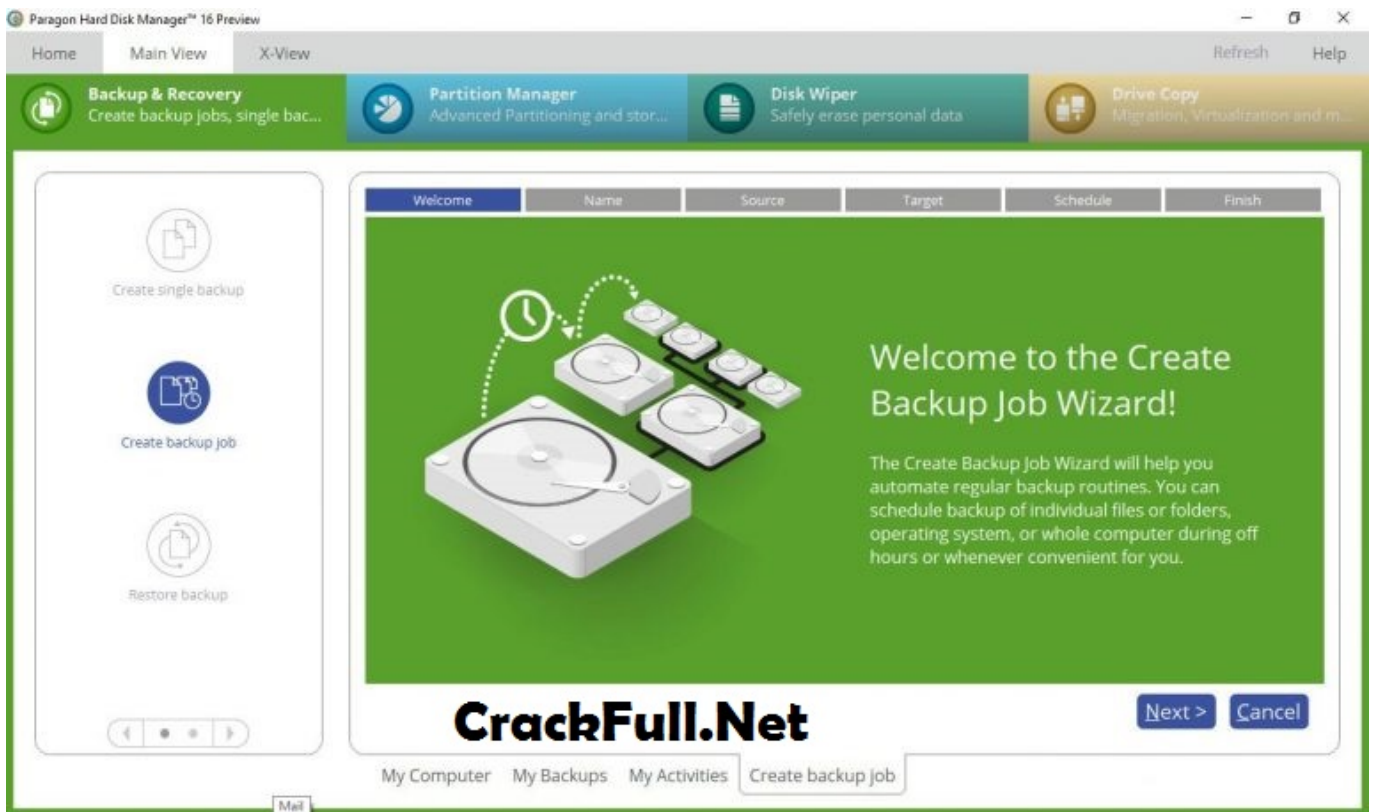 Paragon Hard Disk Manager™ 16 Preview
Home Main View X-View Refresh Help
Backup & Recovery
Create backup jobs, single bac...
Partition Manager
Advanced Partitioning and stor...
Disk Wiper
Safely erase personal data
Drive Copy
Migration, Virtualization and m...
Create single backup
Create backup job
Restore backup
Welcome Name Source Target Schedule Finish
Welcome to the Create
Backup Job Wizard!
The Create Backup Job Wizard will help you
automate regular backup routines. You can
schedule backup of individual files or folders,
operating system, or whole computer during off
hours or whenever convenient for you.
CrackFull.Net
Next > Cancel
My Computer My Backups My Activities Create backup job
Mail